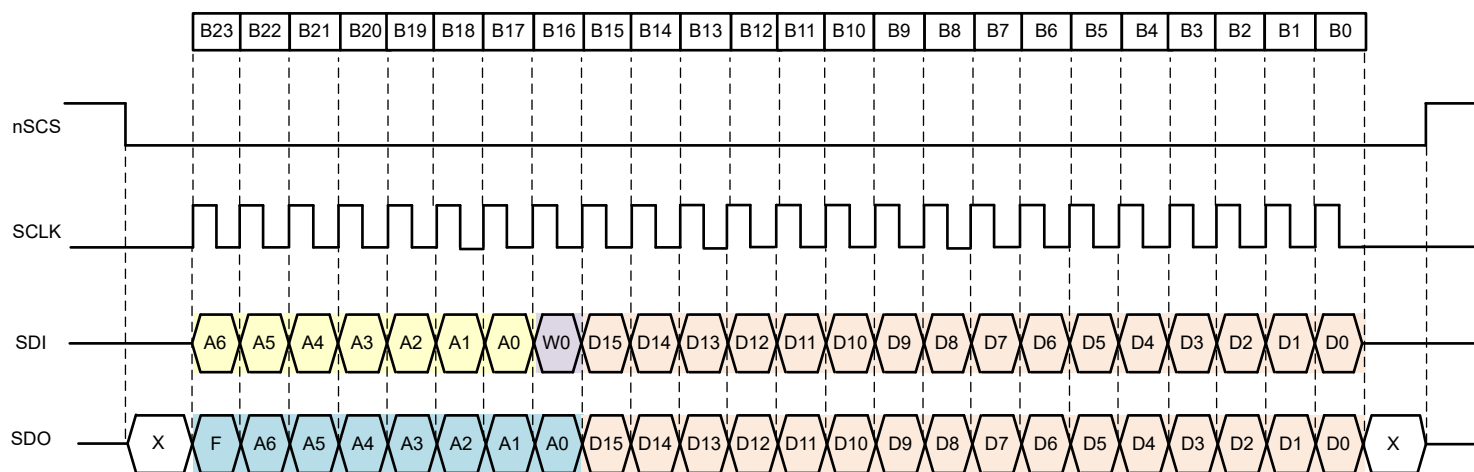 B23 B22 B21 B20 B19 B18 B17 B16 B15 B14 B13 B12 B11 B10 B9 B8 B7 B6 B5 B4 B3 B2 B1 B0
nSCS
SCLK
SDI A6 A5 A4 A3 A2 A1 A0 W0 D15 D14 D13 D12 D11 D10 D9 D8 D7 D6 D5 D4 D3 D2 D1 D0
SDO X F A6 A5 A4 A3 A2 A1 A0 D15 D14 D13 D12 D11 D10 D9 D8 D7 D6 D5 D4 D3 D2 D1 D0 X